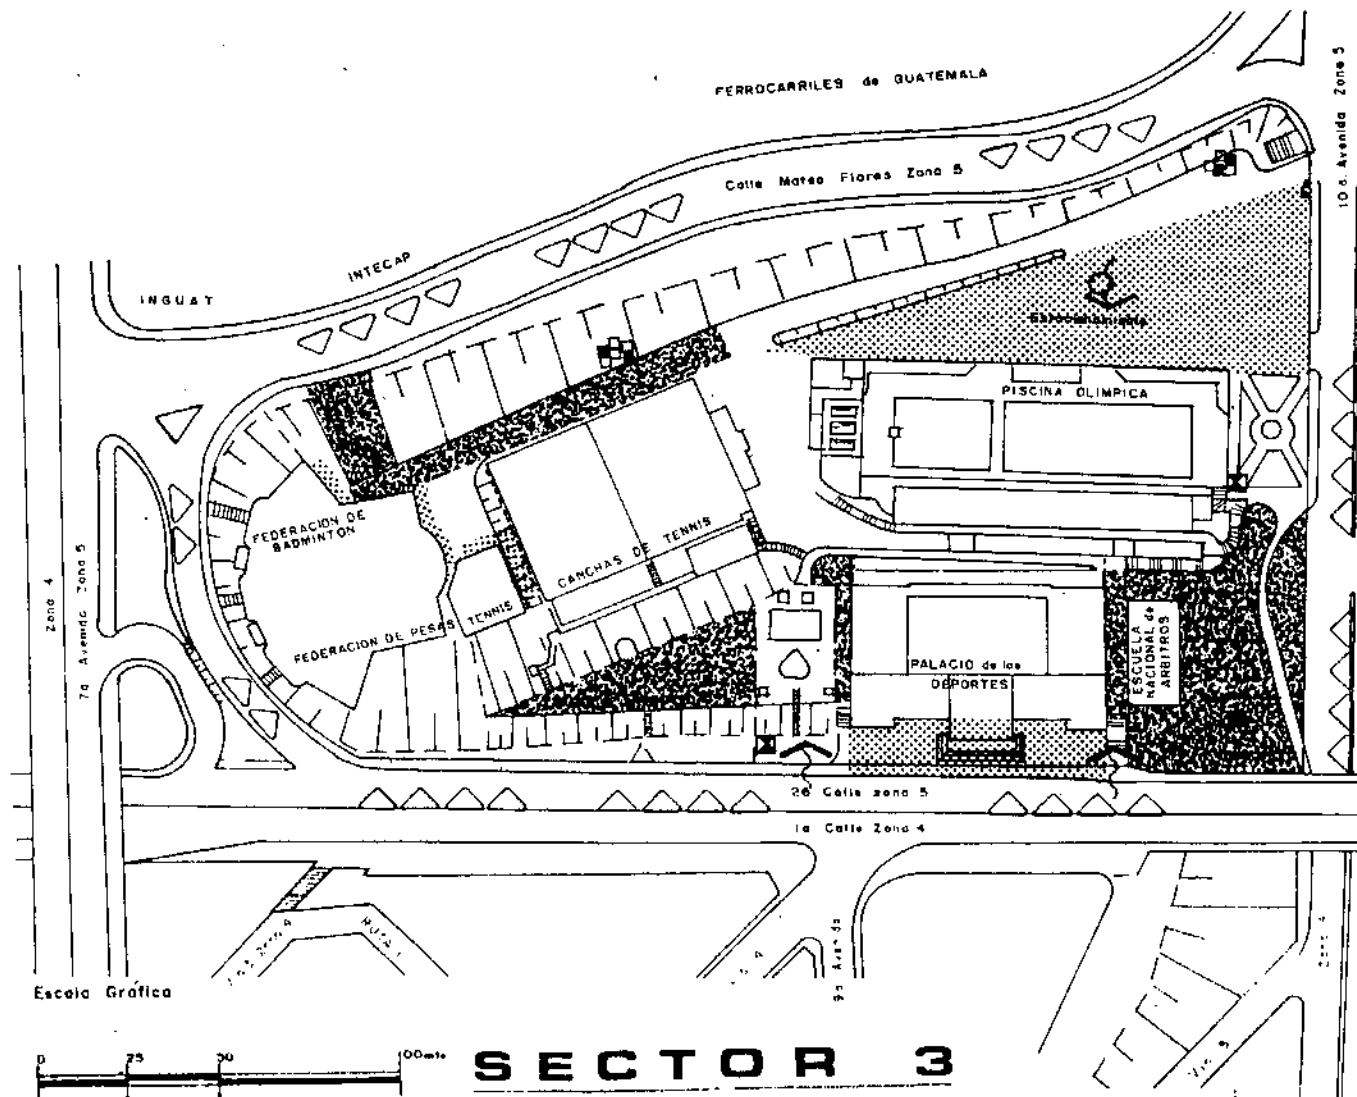 FERROCARRILES de GUATEMALA
10a. Avenida Zona 5
Calle Mateo Flores Zona 5
INTECAP
INGUAT
Estacionamiento
PISCINA OLIMPICA
FEDERACION DE
BADMINTON
CANCHAS DE TENNIS
Zona 4
7a Avenida Zona 5
FEDERACION DE PESAS
TENNIS
PALACIO de los
DEPORTES
ESCUELA
NACIONAL de
ARBITROS
26 Calle zona 5
1a Calle Zona 4
RUTA 1
9a Avenida
Zona 4
Escala Gráfica
0 25 50 100mts
SECTOR 3